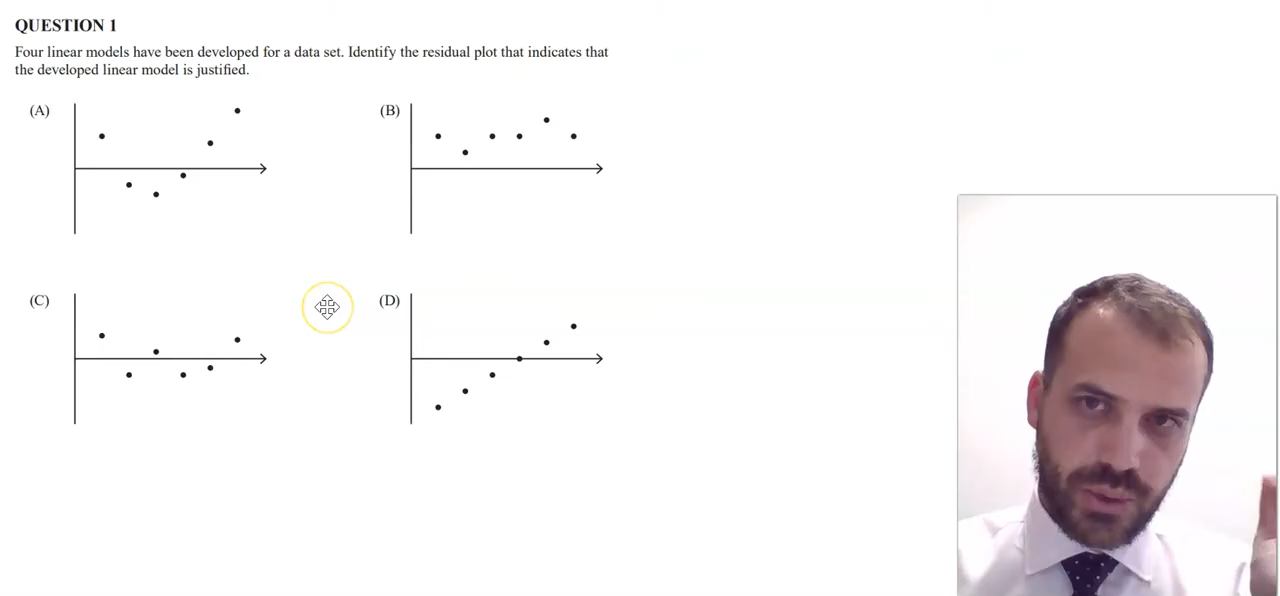 QUESTION 1
Four linear models have been developed for a data set. Identify the residual plot that indicates that
the developed linear model is justified.
(A)
(B)
(C)
(D)